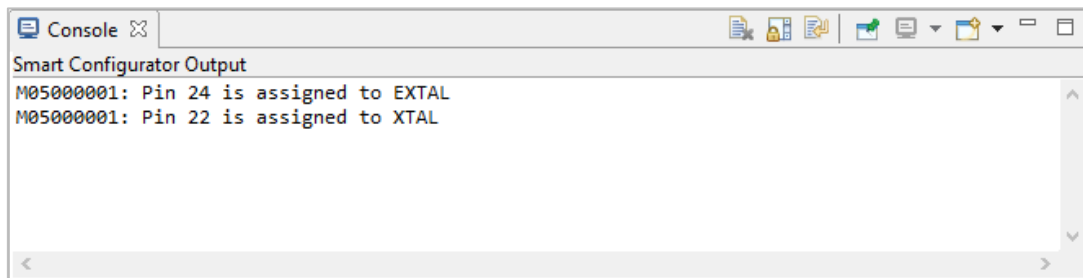 Console
Smart Configurator Output
M05000001: Pin 24 is assigned to EXTAL
M05000001: Pin 22 is assigned to XTAL